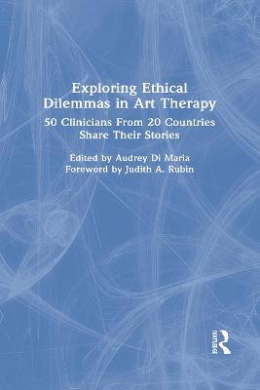 Exploring Ethical
Dilemmas in Art Therapy
50 Clinicians From 20 Countries
Share Their Stories
Edited by Audrey Di Maria
Foreword by Judith A. Rubin
ROUTLEDGE